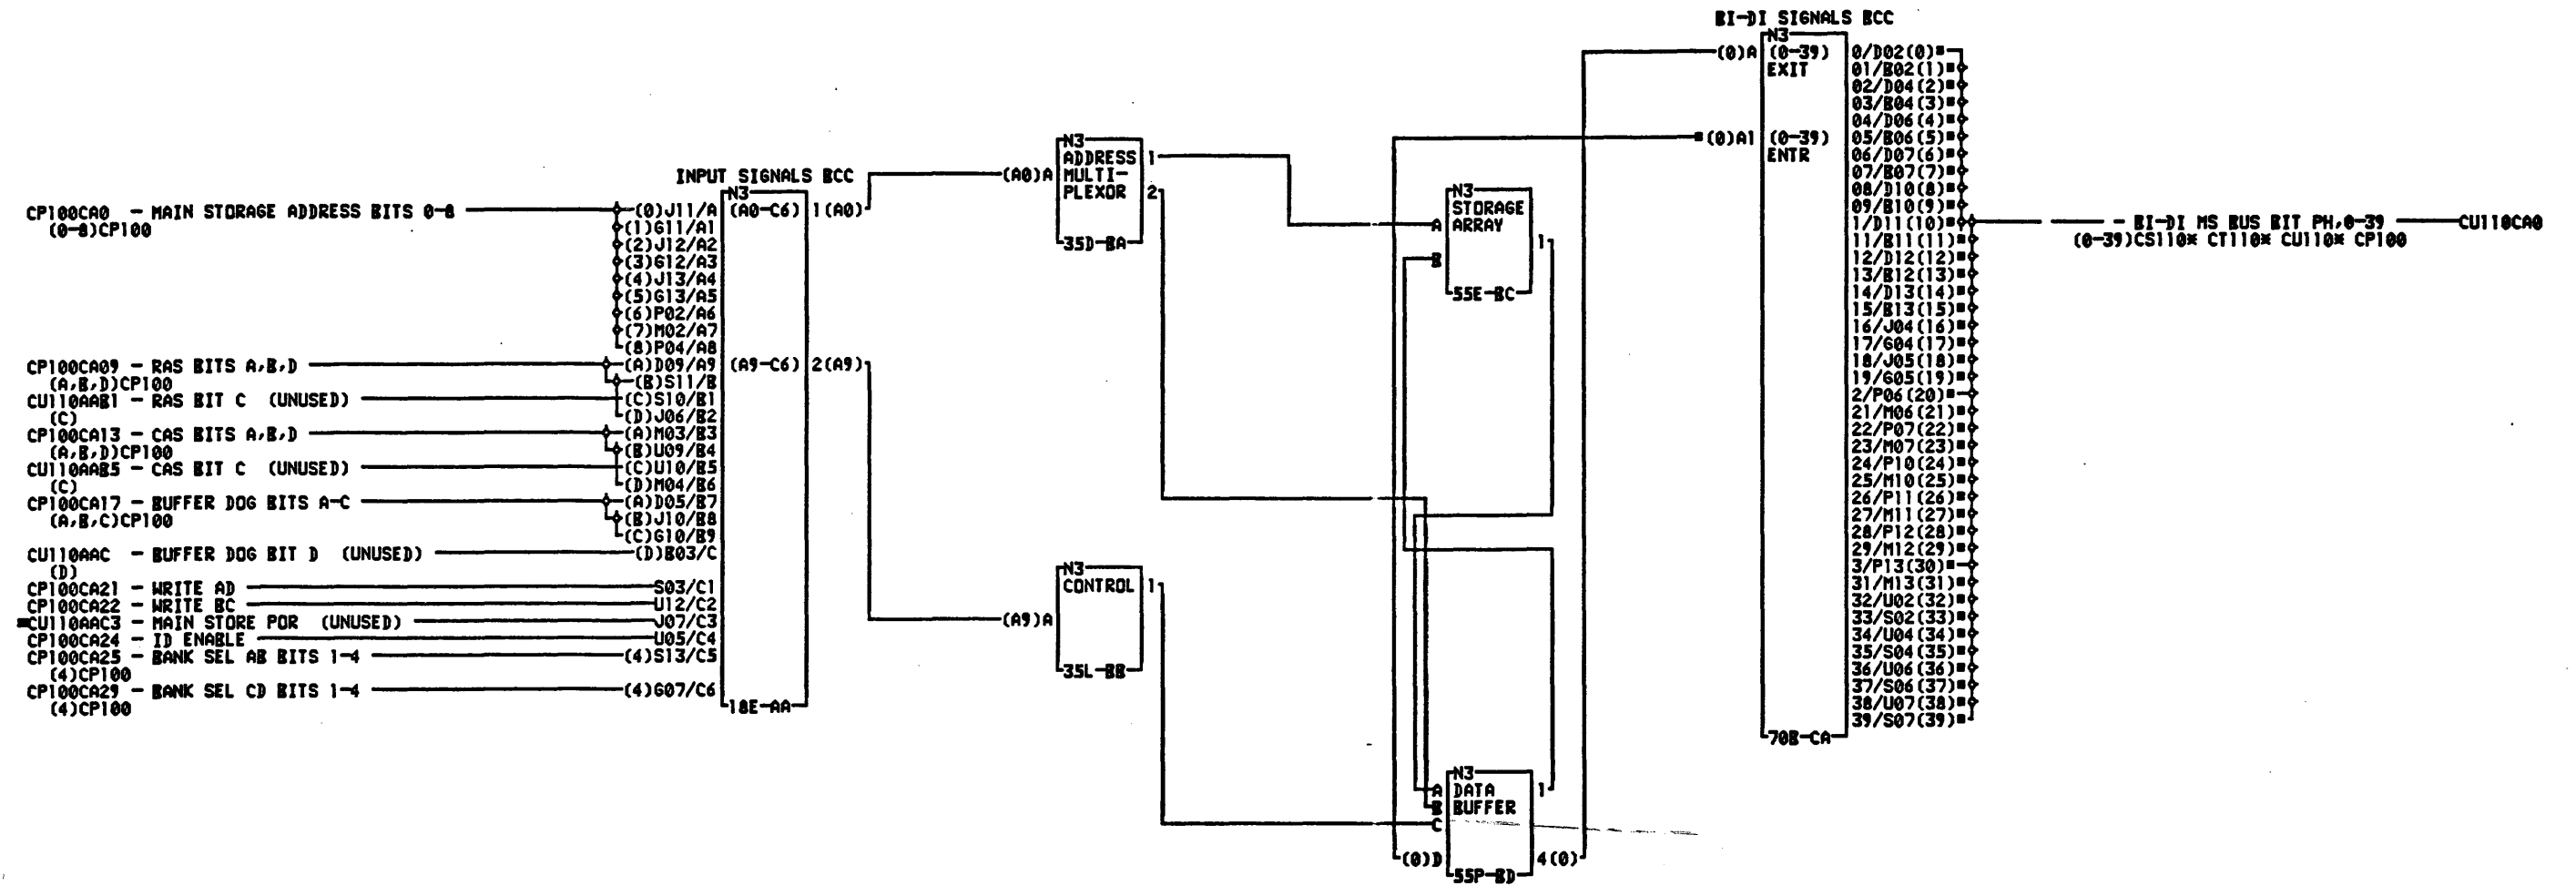 BI-DI SIGNALS BCC
N3
(0)A (0-39) 0/D02(0)
EXIT 01/B02(1)
02/D04(2)
03/B04(3)
04/D06(4)
(0)A1 (0-39) 05/B06(5)
ENTR 06/D07(6)
07/B07(7)
08/D10(8)
09/B10(9)
1/D11(10)
11/B11(11)
12/D12(12)
13/B12(13)
14/D13(14)
15/B13(15)
16/J04(16)
17/G04(17)
18/J05(18)
19/G05(19)
2/P06(20)
21/M06(21)
22/P07(22)
23/M07(23)
24/P10(24)
25/M10(25)
26/P11(26)
27/M11(27)
28/P12(28)
29/M12(29)
3/P13(30)
31/M13(31)
32/U02(32)
33/S02(33)
34/U04(34)
35/S04(35)
36/U06(36)
37/S06(37)
38/U07(38)
39/S07(39)
70B-CA
- BI-DI MS BUS BIT PH,0-39 CU110CA0
(0-39)CS110* CT110* CU110* CP100
INPUT SIGNALS BCC
N3
CP100CA0 - MAIN STORAGE ADDRESS BITS 0-8 (0)J11/A (A0-C6) 1(A0)
(0-8)CP100 (1)G11/A1
(2)J12/A2
(3)G12/A3
(4)J13/A4
(5)G13/A5
(6)P02/A6
(7)M02/A7
(8)P04/A8
CP100CA09 - RAS BITS A,B,D (A)D09/A9 (A9-C6) 2(A9)
(A,B,D)CP100 (B)S11/B
CU110AAB1 - RAS BIT C (UNUSED) (C)S10/B1
(C) (D)J06/B2
CP100CA13 - CAS BITS A,B,D (A)M03/B3
(A,B,D)CP100 (B)U09/B4
CU110AAB5 - CAS BIT C (UNUSED) (C)U10/B5
(C) (D)M04/B6
CP100CA17 - BUFFER DOG BITS A-C (A)D05/B7
(A,B,C)CP100 (B)J10/B8
(C)G10/B9
CU110AAC - BUFFER DOG BIT D (UNUSED) (D)B03/C
(D)
CP100CA21 - WRITE AD S03/C1
CP100CA22 - WRITE BC U12/C2
CU110AAC3 - MAIN STORE POR (UNUSED) J07/C3
CP100CA24 - ID ENABLE U05/C4
CP100CA25 - BANK SEL AB BITS 1-4 (4)S13/C5
(4)CP100
CP100CA29 - BANK SEL CD BITS 1-4 (4)G07/C6
(4)CP100
18E-AA
N3
ADDRESS 1
(A0)A MULTI-
PLEXOR 2
35D-BA
N3
CONTROL 1
(A9)A
35L-BB
N3
STORAGE
A ARRAY 1
B
55E-BC
N3
A DATA 1
B BUFFER
C
(0)D 4(0)
55P-BD